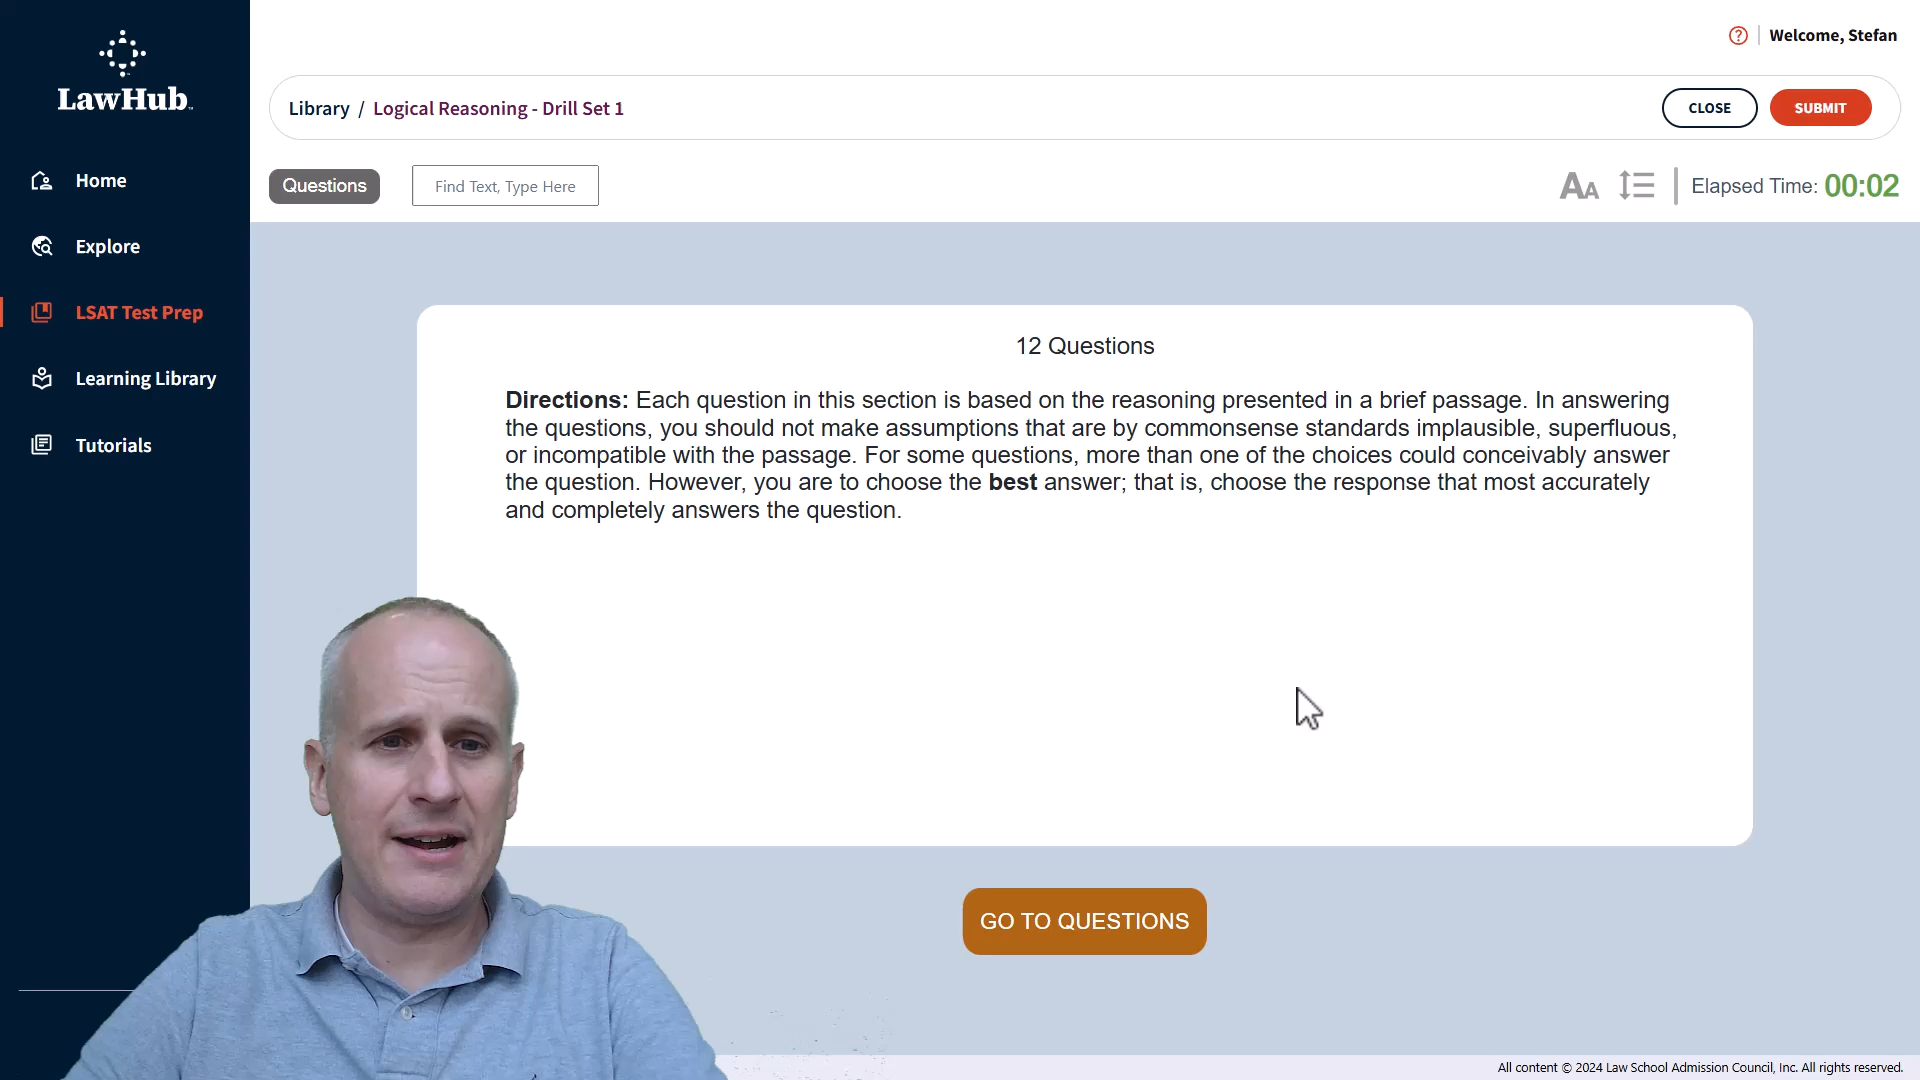 LawHub
Home
Explore
LSAT Test Prep
Learning Library
Tutorials
? Welcome, Stefan
Library / Logical Reasoning - Drill Set 1
CLOSE
SUBMIT
Questions
Find Text, Type Here
AA
Elapsed Time: 00:02
12 Questions
Directions: Each question in this section is based on the reasoning presented in a brief passage. In answering
the questions, you should not make assumptions that are by commonsense standards implausible, superfluous,
or incompatible with the passage. For some questions, more than one of the choices could conceivably answer
the question. However, you are to choose the best answer; that is, choose the response that most accurately
and completely answers the question.
GO TO QUESTIONS
All content © 2024 Law School Admission Council, Inc. All rights reserved.